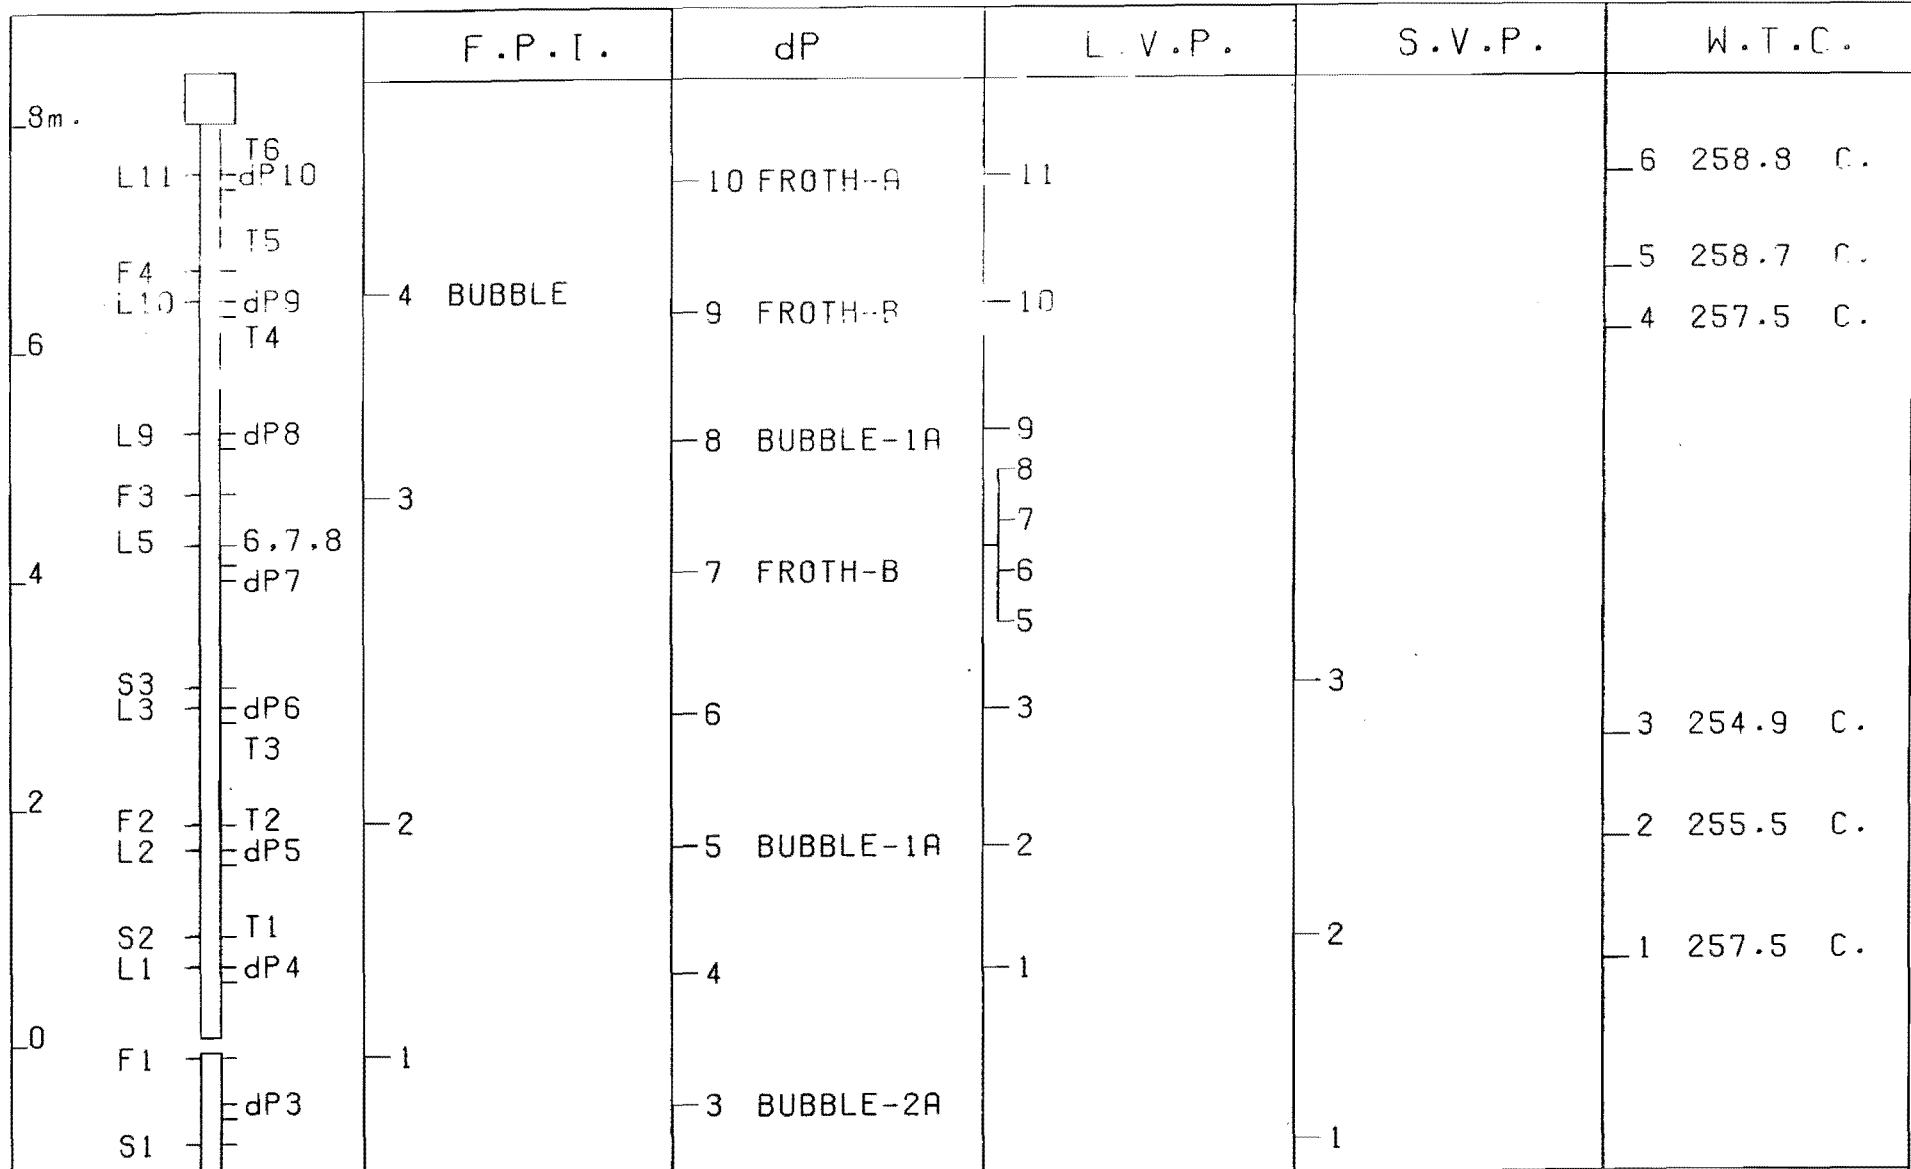 F.P.I. dP L.V.P. S.V.P. W.T.C.
8m.
T6
L11 dP10
T5
F4
L10 dP9
T4
6
L9 dP8
F3
L5 6,7,8
4
dP7
S3
L3 dP6
T3
2
F2 T2
L2 dP5
S2 T1
L1 dP4
0
F1
dP3
S1
4 BUBBLE
3
2
1
10 FROTH-A
9 FROTH-B
8 BUBBLE-1A
7 FROTH-B
6
5 BUBBLE-1A
4
3 BUBBLE-2A
11
10
9
8
7
6
5
3
2
1
3
2
1
6 258.8 C.
5 258.7 C.
4 257.5 C.
3 254.9 C.
2 255.5 C.
1 257.5 C.